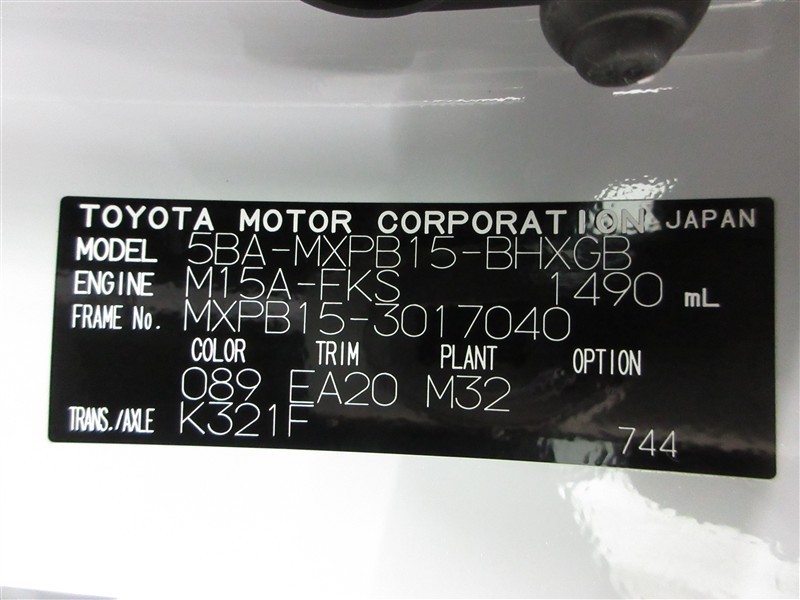 TOYOTA MOTOR CORPORATION JAPAN
MODEL 5BA-MXPB15-BHXGB
ENGINE M15A-FKS 1490 mL
FRAME No. MXPB15-3017040
COLOR TRIM PLANT OPTION
089 EA20 M32
TRANS./AXLE K321F
744